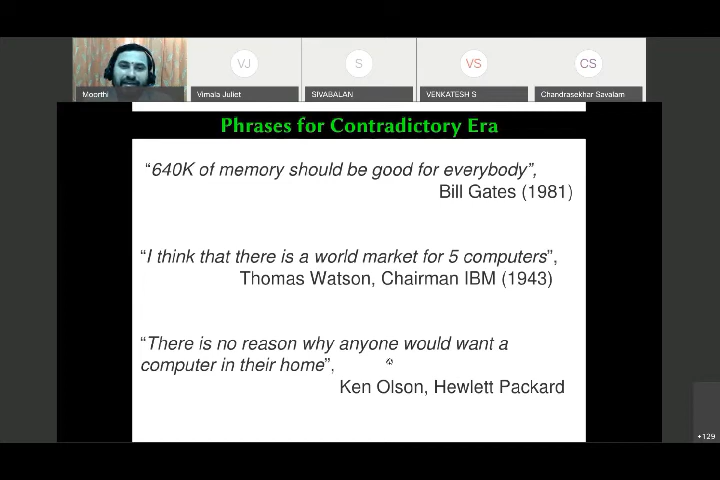 VJ
S
VS
CS
Moorthi
Vimala Juliet
SIVABALAN
VENKATESH S
Chandrasekhar Savalam
Phrases for Contradictory Era
“640K of memory should be good for everybody”,
Bill Gates (1981)
“I think that there is a world market for 5 computers”,
Thomas Watson, Chairman IBM (1943)
“There is no reason why anyone would want a
computer in their home”,
Ken Olson, Hewlett Packard
+129